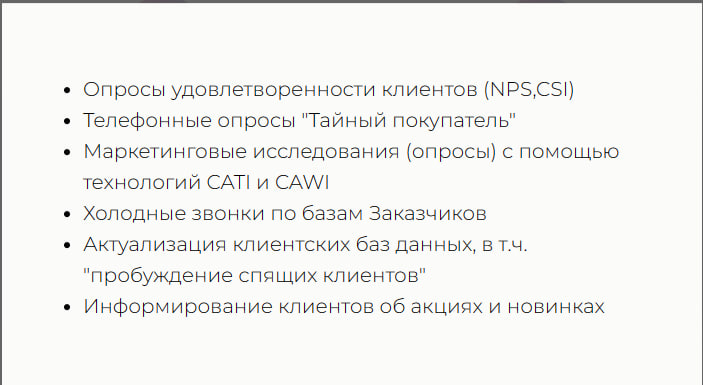 • Опросы удовлетворенности клиентов (NPS,CSI)
• Телефонные опросы "Тайный покупатель"
• Маркетинговые исследования (опросы) с помощью
технологий CATI и CAWI
• Холодные звонки по базам Заказчиков
• Актуализация клиентских баз данных, в т.ч.
"пробуждение спящих клиентов"
• Информирование клиентов об акциях и новинках